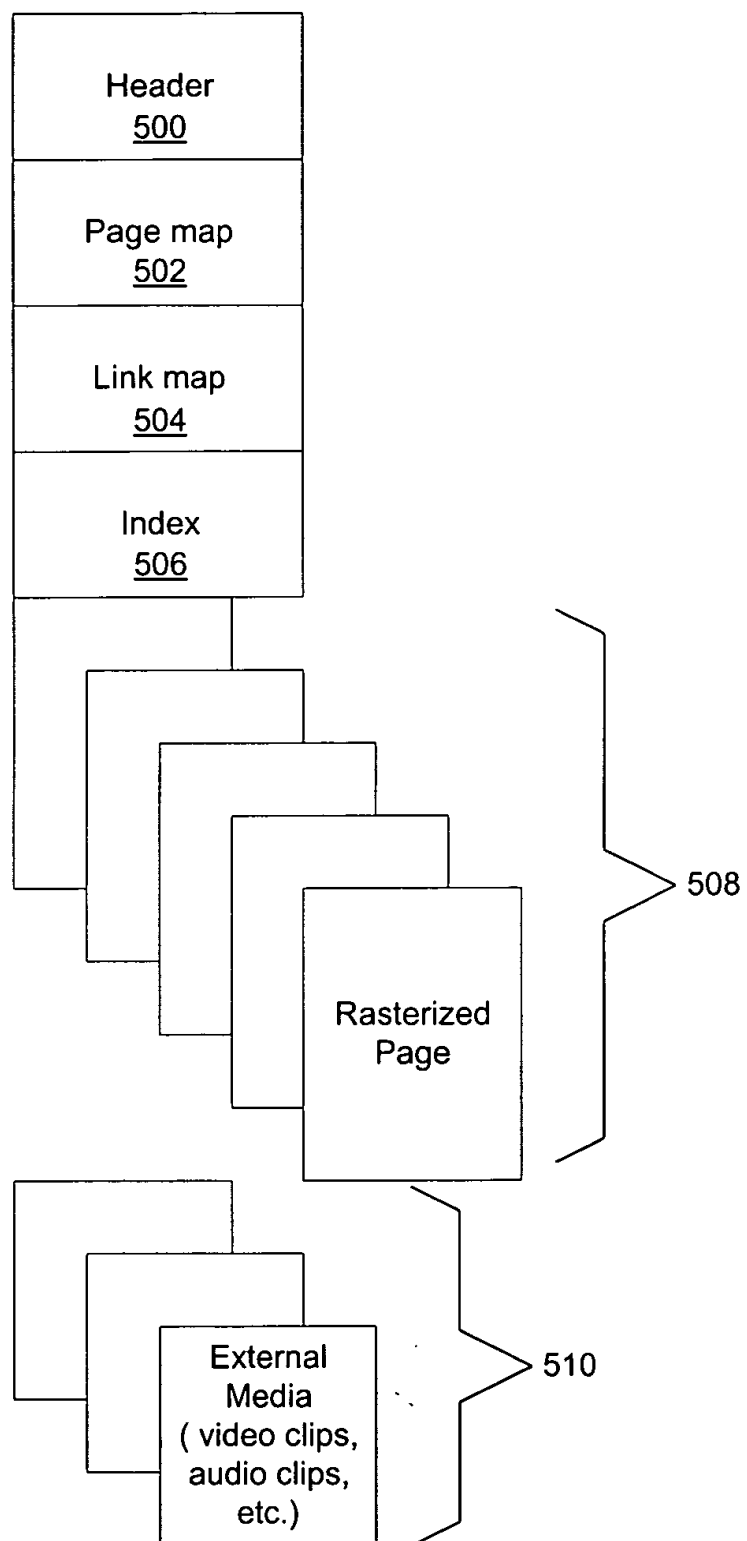 Header
500
Page map
502
Link map
504
Index
506
Rasterized
Page
508
External
Media
( video clips,
audio clips,
etc.)
510